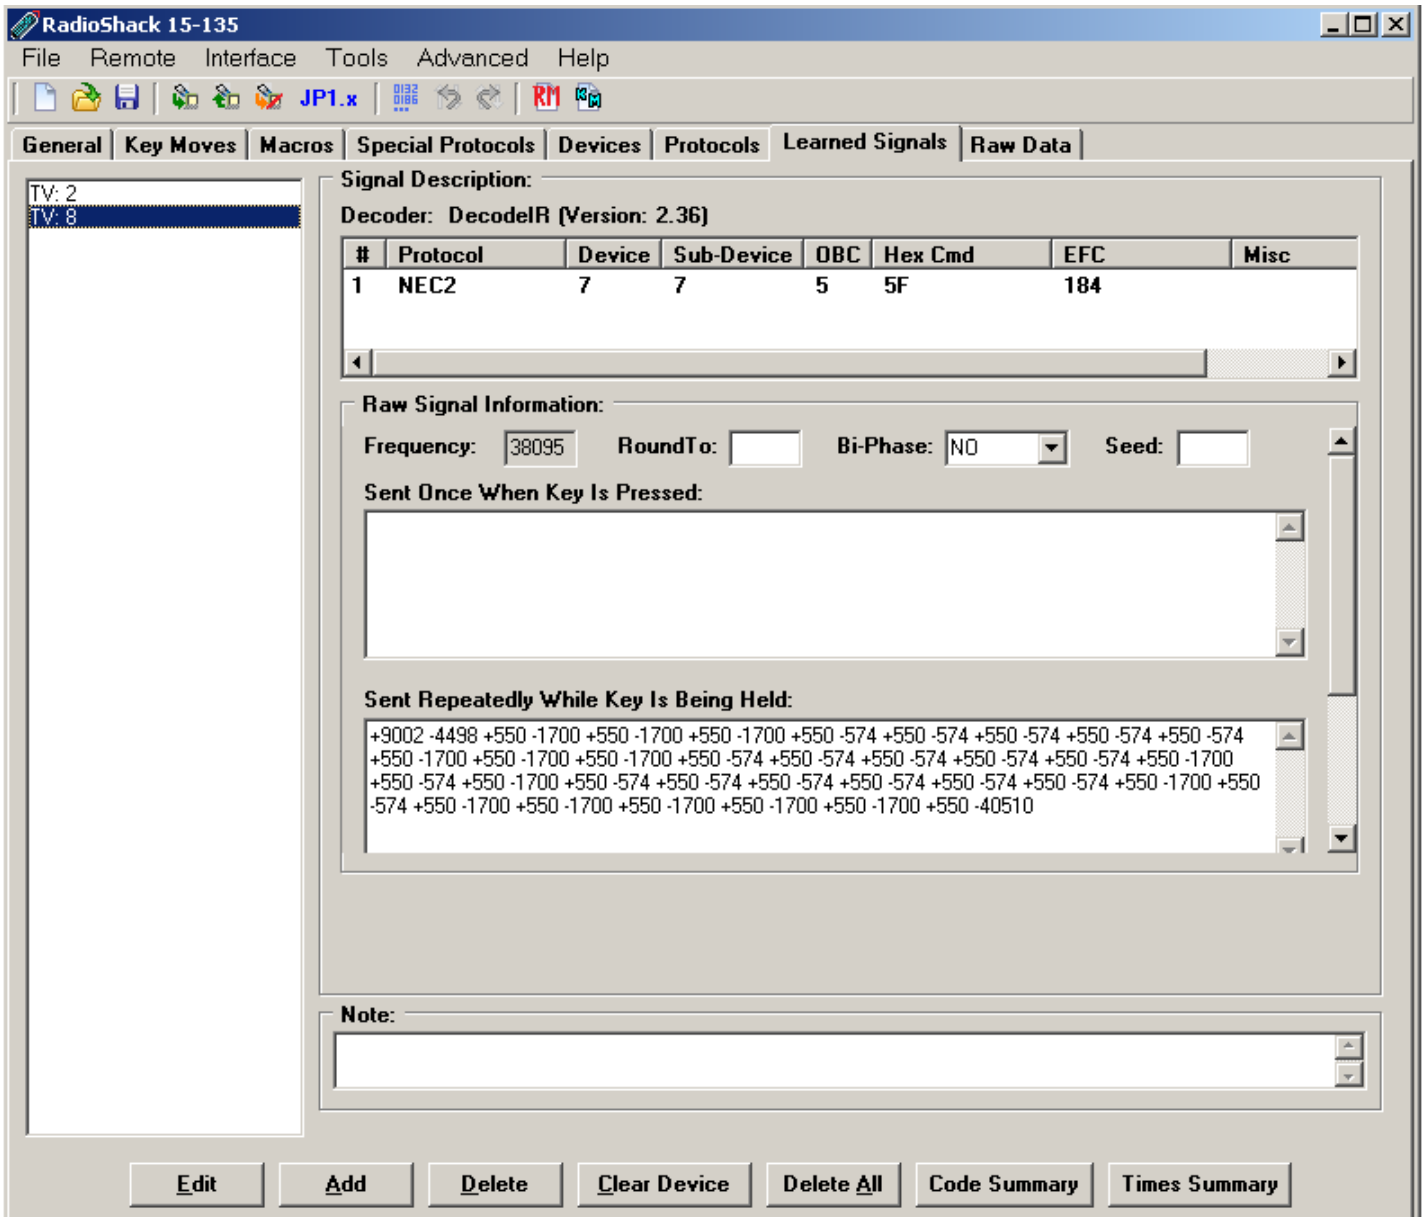 RadioShack 15-135
File Remote Interface Tools Advanced Help
JP1.x RM KM
General Key Moves Macros Special Protocols Devices Protocols Learned Signals Raw Data
TV: 2
TV: 8
Signal Description:
Decoder: DecodeIR (Version: 2.36)
# Protocol Device Sub-Device OBC Hex Cmd EFC Misc
1 NEC2 7 7 5 5F 184
Raw Signal Information:
Frequency: 38095 RoundTo: Bi-Phase: NO Seed:
Sent Once When Key Is Pressed:
Sent Repeatedly While Key Is Being Held:
+9002 -4498 +550 -1700 +550 -1700 +550 -1700 +550 -574 +550 -574 +550 -574 +550 -574 +550 -574
+550 -1700 +550 -1700 +550 -1700 +550 -574 +550 -574 +550 -574 +550 -574 +550 -574 +550 -1700
+550 -574 +550 -1700 +550 -574 +550 -574 +550 -574 +550 -574 +550 -574 +550 -574 +550 -1700 +550
-574 +550 -1700 +550 -1700 +550 -1700 +550 -1700 +550 -1700 +550 -40510
Note:
Edit Add Delete Clear Device Delete All Code Summary Times Summary